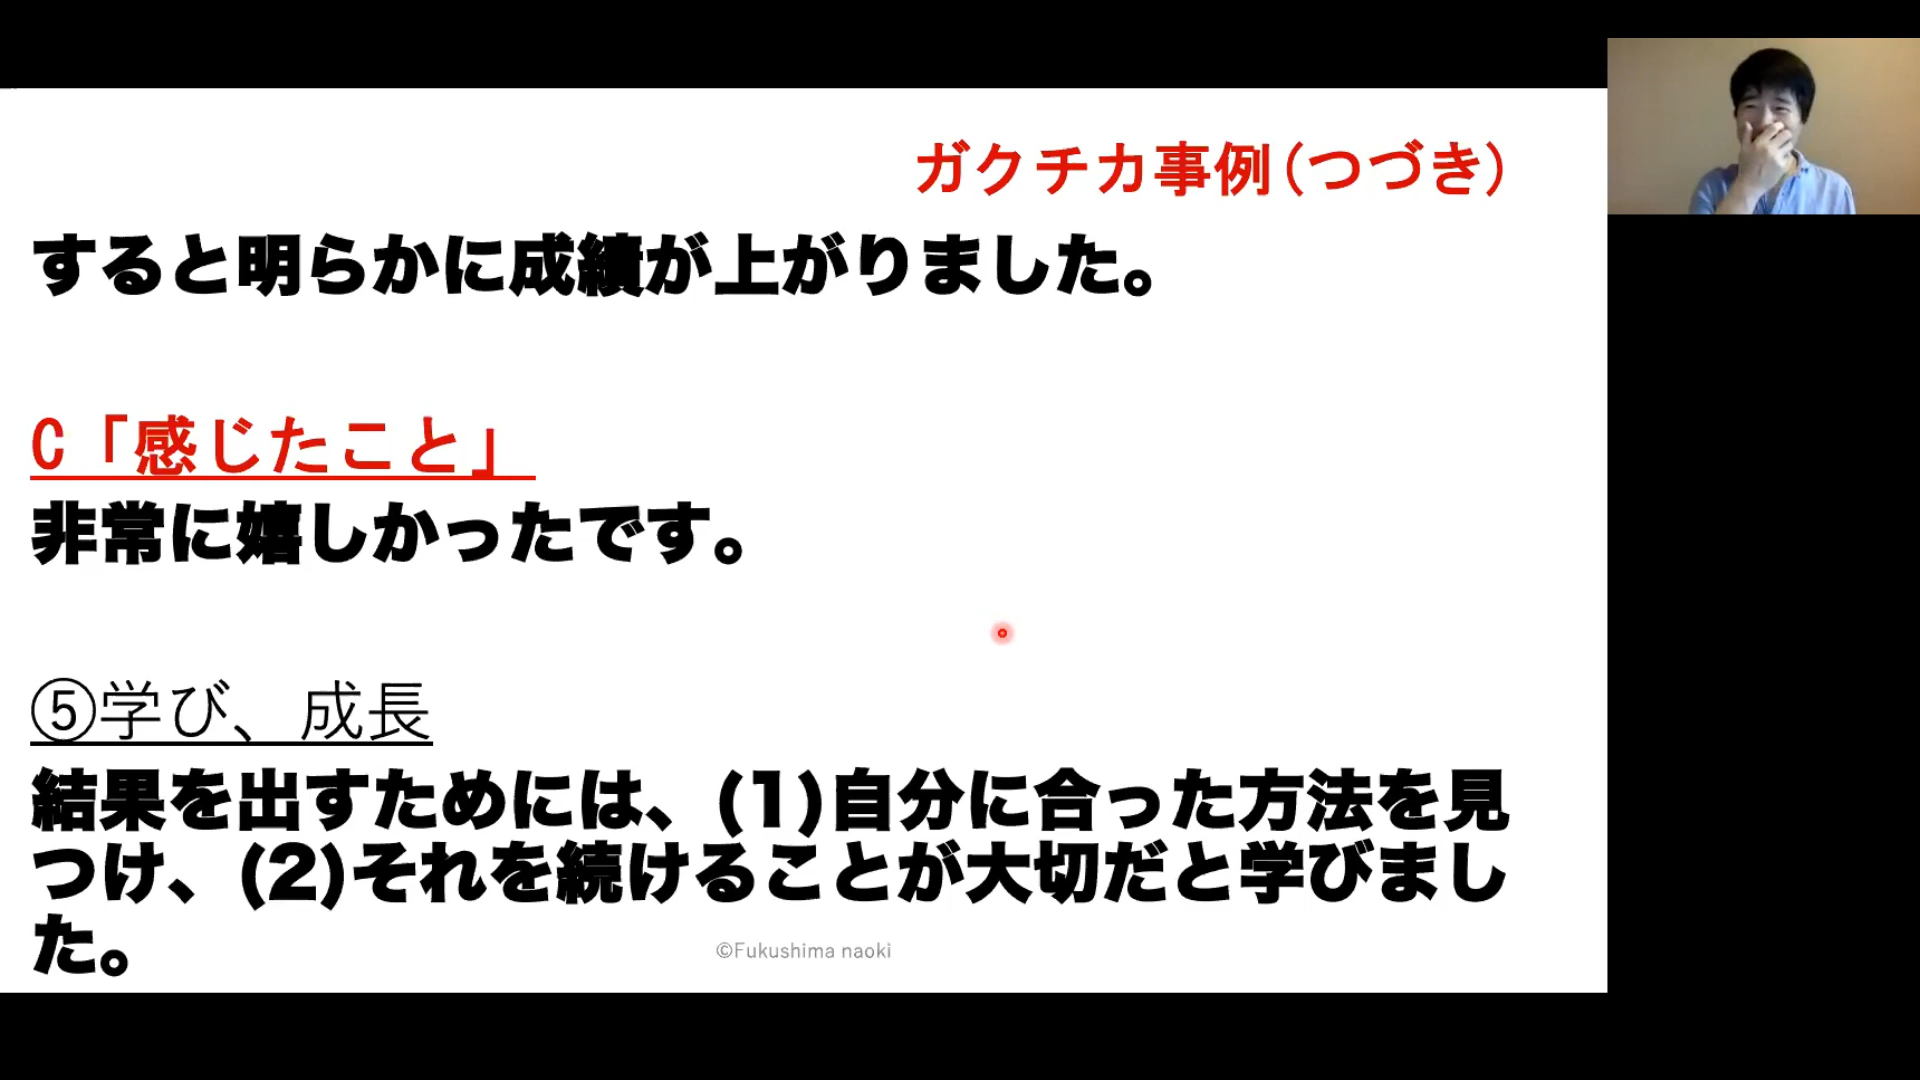 ガクチカ事例(つづき)
すると明らかに成績が上がりました。
C「感じたこと」
非常に嬉しかったです。
⑤学び、成長
結果を出すためには、(1)自分に合った方法を見
つけ、(2)それを続けることが大切だと学びまし
た。
©Fukushima naoki